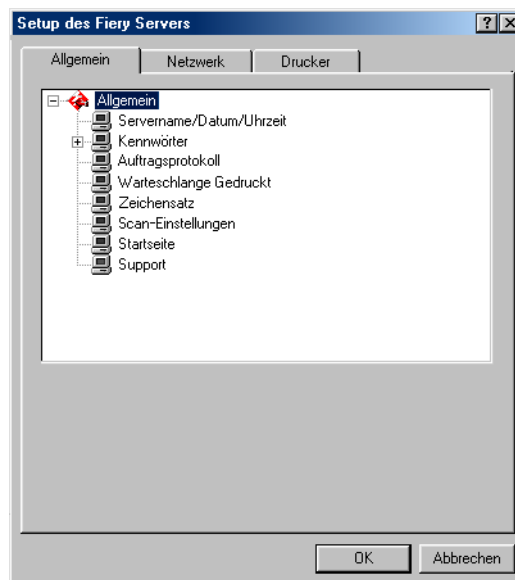 Setup des Fiery Servers
Allgemein Netzwerk Drucker
Allgemein
Servername/Datum/Uhrzeit
Kennwörter
Auftragsprotokoll
Warteschlange Gedruckt
Zeichensatz
Scan-Einstellungen
Startseite
Support
OK Abbrechen